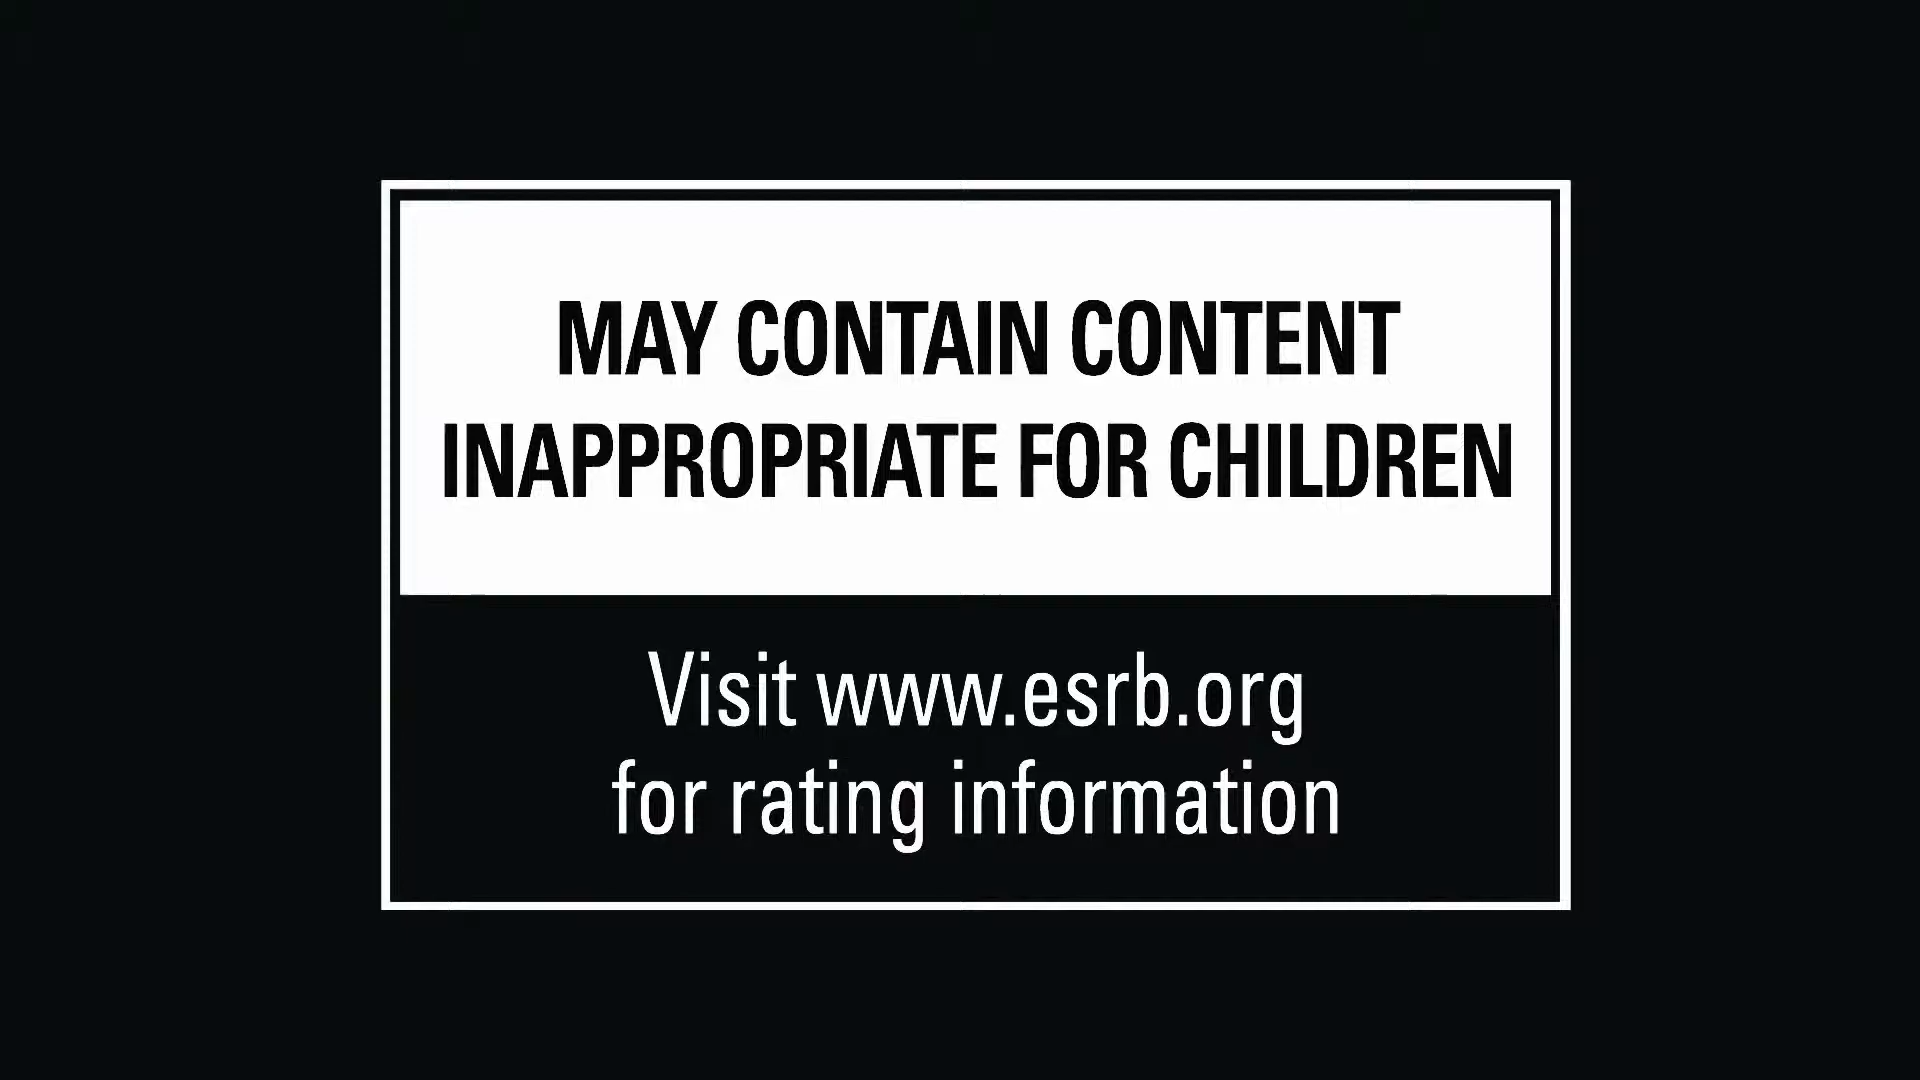 MAY CONTAIN CONTENT
INAPPROPRIATE FOR CHILDREN
Visit www.esrb.org
for rating information